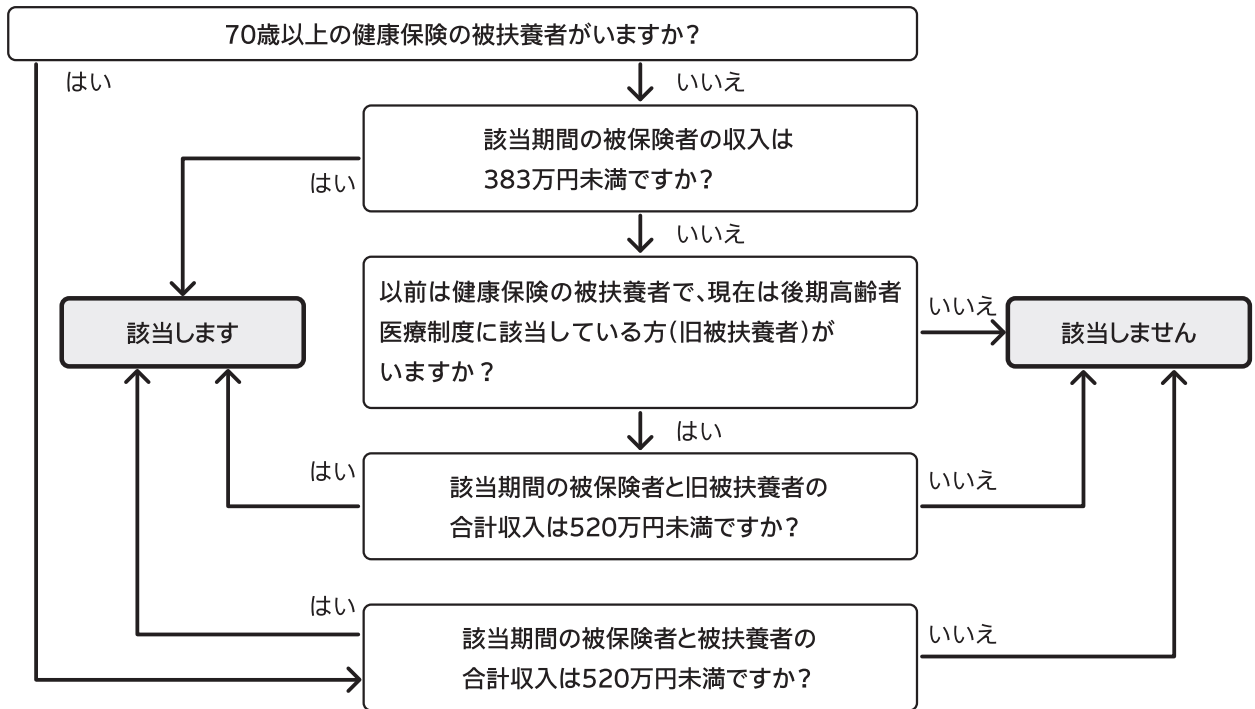 70歳以上の健康保険の被扶養者がいますか？
はい
いいえ
該当期間の被保険者の収入は
383万円未満ですか？
はい
いいえ
以前は健康保険の被扶養者で、現在は後期高齢者
医療制度に該当している方（旧被扶養者）が
いますか？
いいえ
該当します
該当しません
はい
該当期間の被保険者と旧被扶養者の
合計収入は520万円未満ですか？
はい
いいえ
該当期間の被保険者と被扶養者の
合計収入は520万円未満ですか？
はい
いいえ